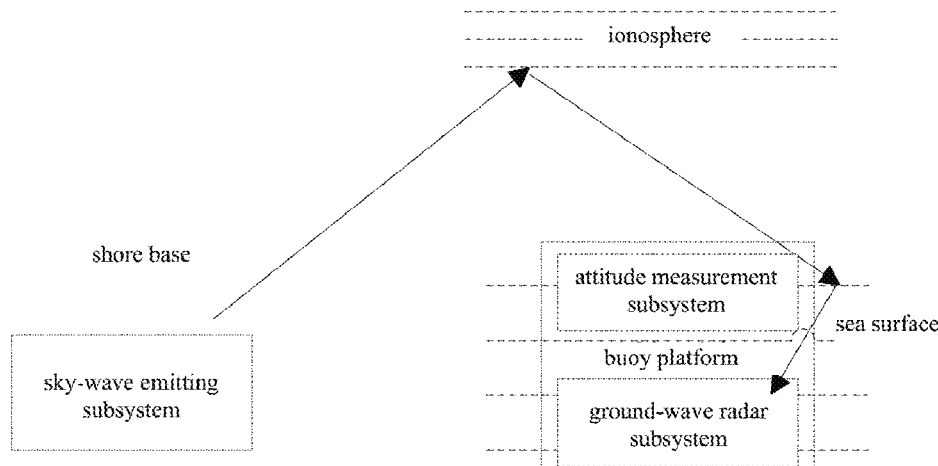 ionosphere
shore base
attitude measurement
subsystem
sea surface
buoy platform
sky-wave emitting
subsystem
ground-wave radar
subsystem